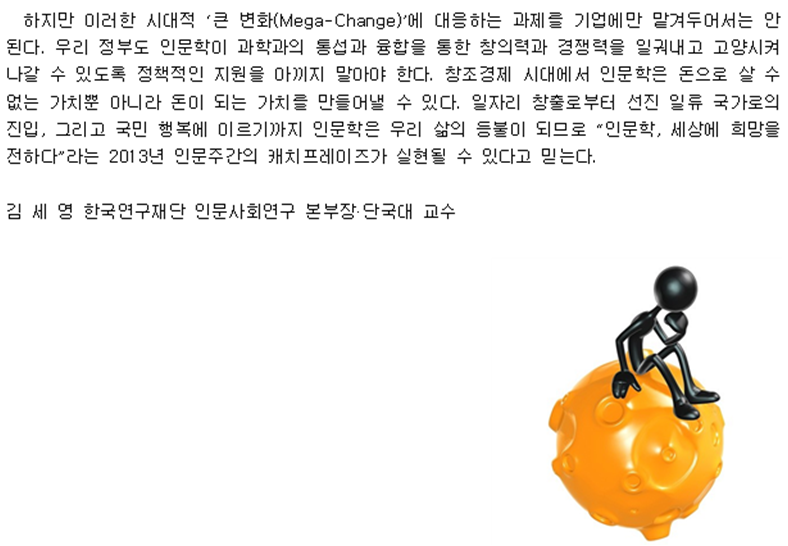 하지만 이러한 시대적 ‘큰 변화(Mega-Change)’에 대응하는 과제를 기업에만 맡겨두어서는 안
된다. 우리 정부도 인문학이 과학과의 통섭과 융합을 통한 창의력과 경쟁력을 일궈내고 고양시켜
나갈 수 있도록 정책적인 지원을 아끼지 말아야 한다. 창조경제 시대에서 인문학은 돈으로 살 수
없는 가치뿐 아니라 돈이 되는 가치를 만들어낼 수 있다. 일자리 창출로부터 선진 일류 국가로의
진입, 그리고 국민 행복에 이르기까지 인문학은 우리 삶의 등불이 되므로 “인문학, 세상에 희망을
전하다”라는 2013년 인문주간의 캐치프레이즈가 실현될 수 있다고 믿는다.
김 세 영 한국연구재단 인문사회연구 본부장·단국대 교수